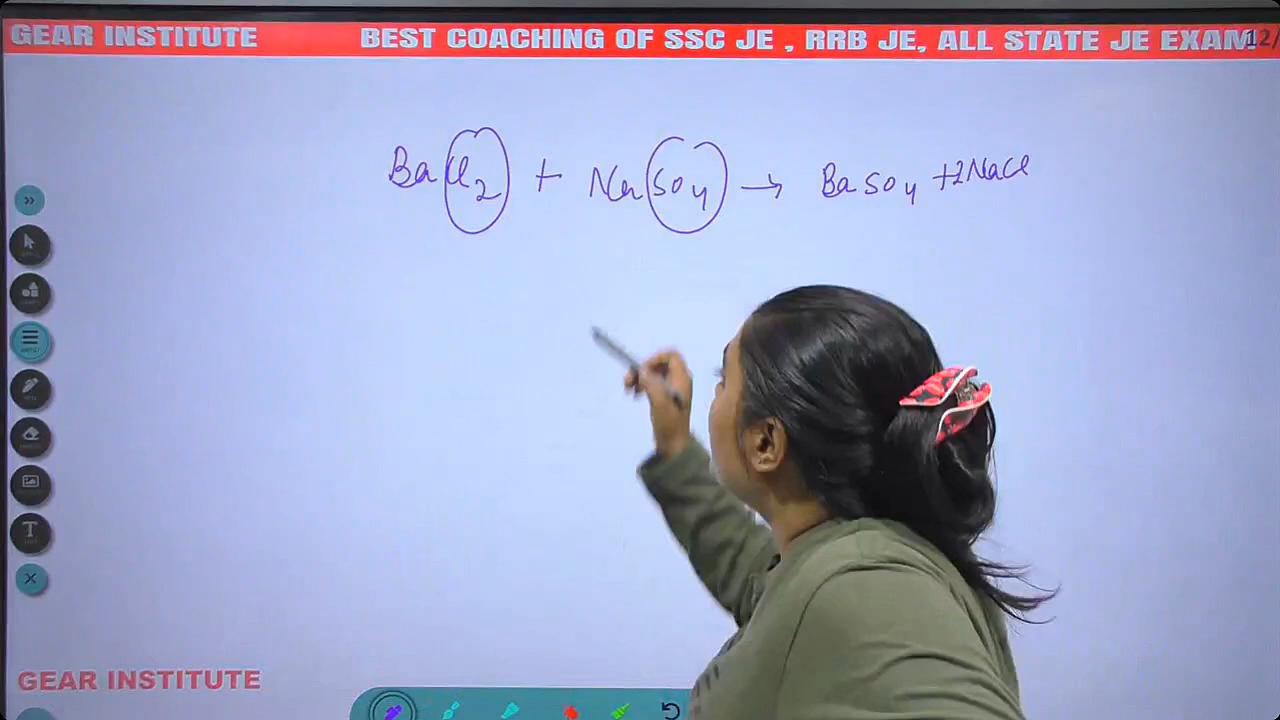 GEAR INSTITUTE BEST COACHING OF SSC JE , RRB JE, ALL STATE JE EXAM 12/
BaCl2 + NaSO4 → BaSO4 + 2NaCl
GEAR INSTITUTE